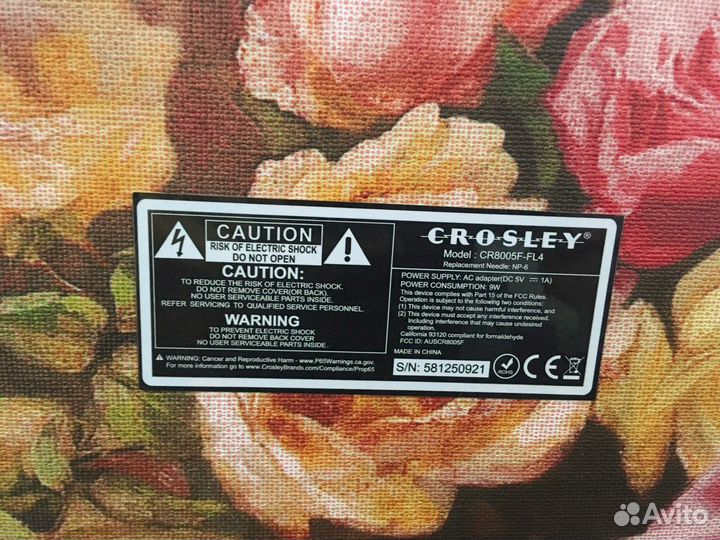 CAUTION
RISK OF ELECTRIC SHOCK
DO NOT OPEN
CAUTION:
TO REDUCE THE RISK OF ELECTRIC SHOCK.
DO NOT REMOVE COVER(OR BACK).
NO USER SERVICEABLE PARTS INSIDE.
REFER SERVICING TO QUALIFIED SERVICE PERSONNEL.
WARNING
TO PREVENT ELECTRIC SHOCK
DO NOT REMOVE BACK COVER
NO USER SERVICEABLE PARTS INSIDE.
WARNING: Cancer and Reproductive Harm - www.P65Warnings.ca.gov.
For more information go to www.CrosleyBrands.com/Compliance/Prop65
CROSLEY®
Model : CR8005F-FL4
Replacement Needle: NP-6
POWER SUPPLY: AC adapter(DC 5V ⎓ 1A)
POWER CONSUMPTION: 9W
This device complies with Part 15 of the FCC Rules.
Operation is subject to the following two conditions:
(1) This device may not cause harmful interference, and
(2) This device must accept any interference received.
including interference that may cause undesired
operation.
California 93120 compliant for formaldehyde
FCC ID: AUSCR8005F
MADE IN CHINA
S/N: 581250921
CE
Avito